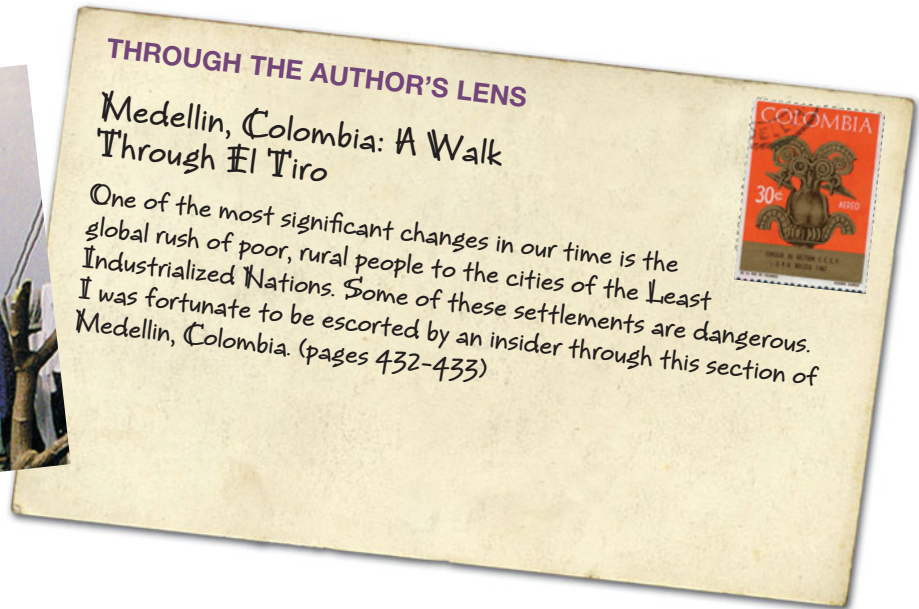 THROUGH THE AUTHOR'S LENS
Medellin, Colombia: A Walk
Through El Tiro
One of the most significant changes in our time is the
global rush of poor, rural people to the cities of the Least
Industrialized Nations. Some of these settlements are dangerous.
I was fortunate to be escorted by an insider through this section of
Medellin, Colombia. (pages 432-433)
COLOMBIA
30¢
AEREO